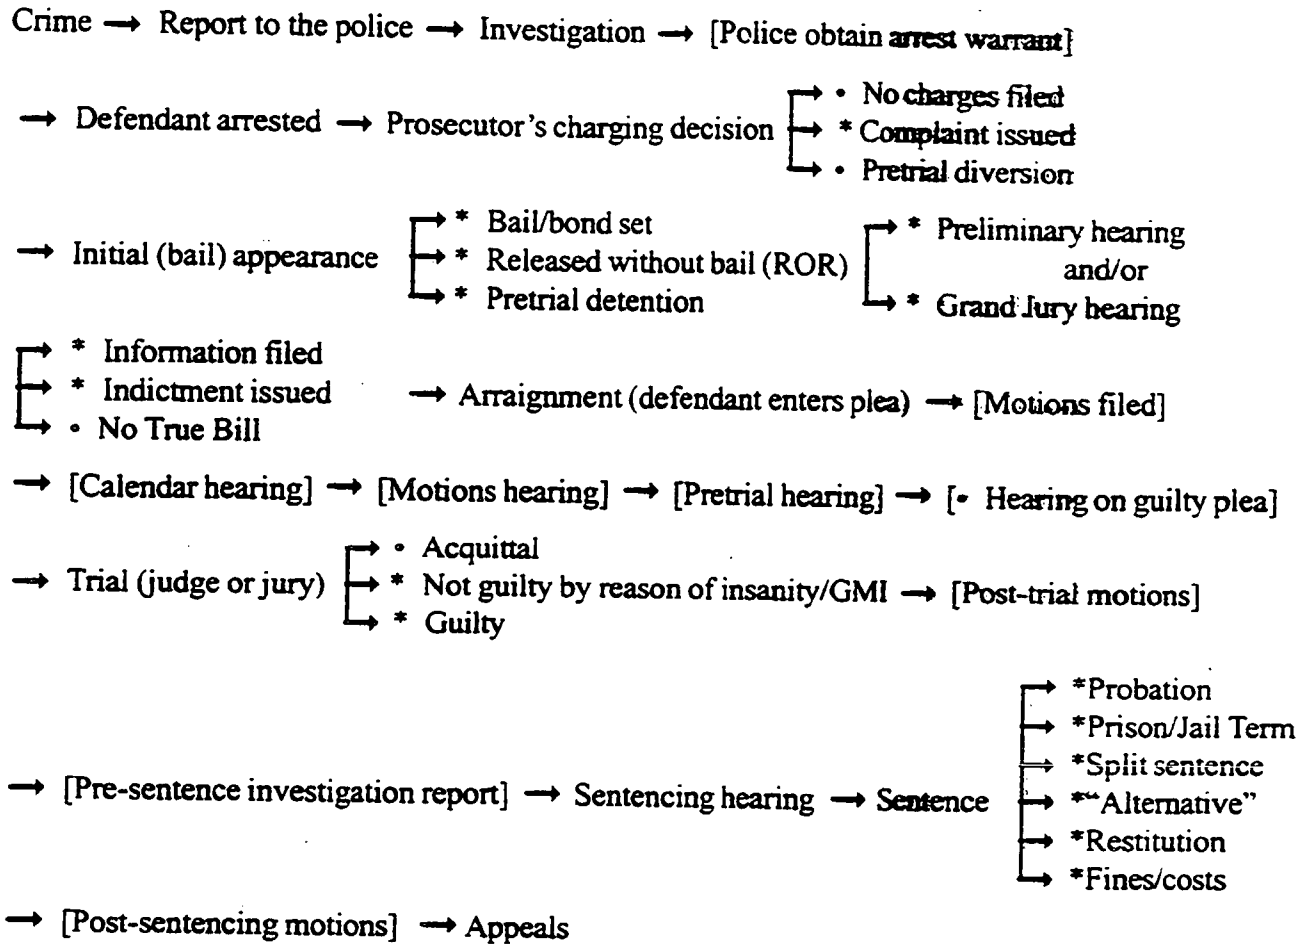 Crime → Report to the police → Investigation → [Police obtain arrest warrant]
→ • No charges filed
→ Defendant arrested → Prosecutor's charging decision → * Complaint issued
→ • Pretrial diversion
→ * Bail/bond set → * Preliminary hearing
→ Initial (bail) appearance → * Released without bail (ROR) and/or
→ * Pretrial detention → * Grand Jury hearing
→ * Information filed
→ * Indictment issued → Arraignment (defendant enters plea) → [Motions filed]
→ • No True Bill
→ [Calendar hearing] → [Motions hearing] → [Pretrial hearing] → [• Hearing on guilty plea]
→ • Acquittal
→ Trial (judge or jury) → * Not guilty by reason of insanity/GMI → [Post-trial motions]
→ * Guilty
→ *Probation
→ *Prison/Jail Term
→ *Split sentence
→ [Pre-sentence investigation report] → Sentencing hearing → Sentence → *“Alternative”
→ *Restitution
→ *Fines/costs
→ [Post-sentencing motions] → Appeals